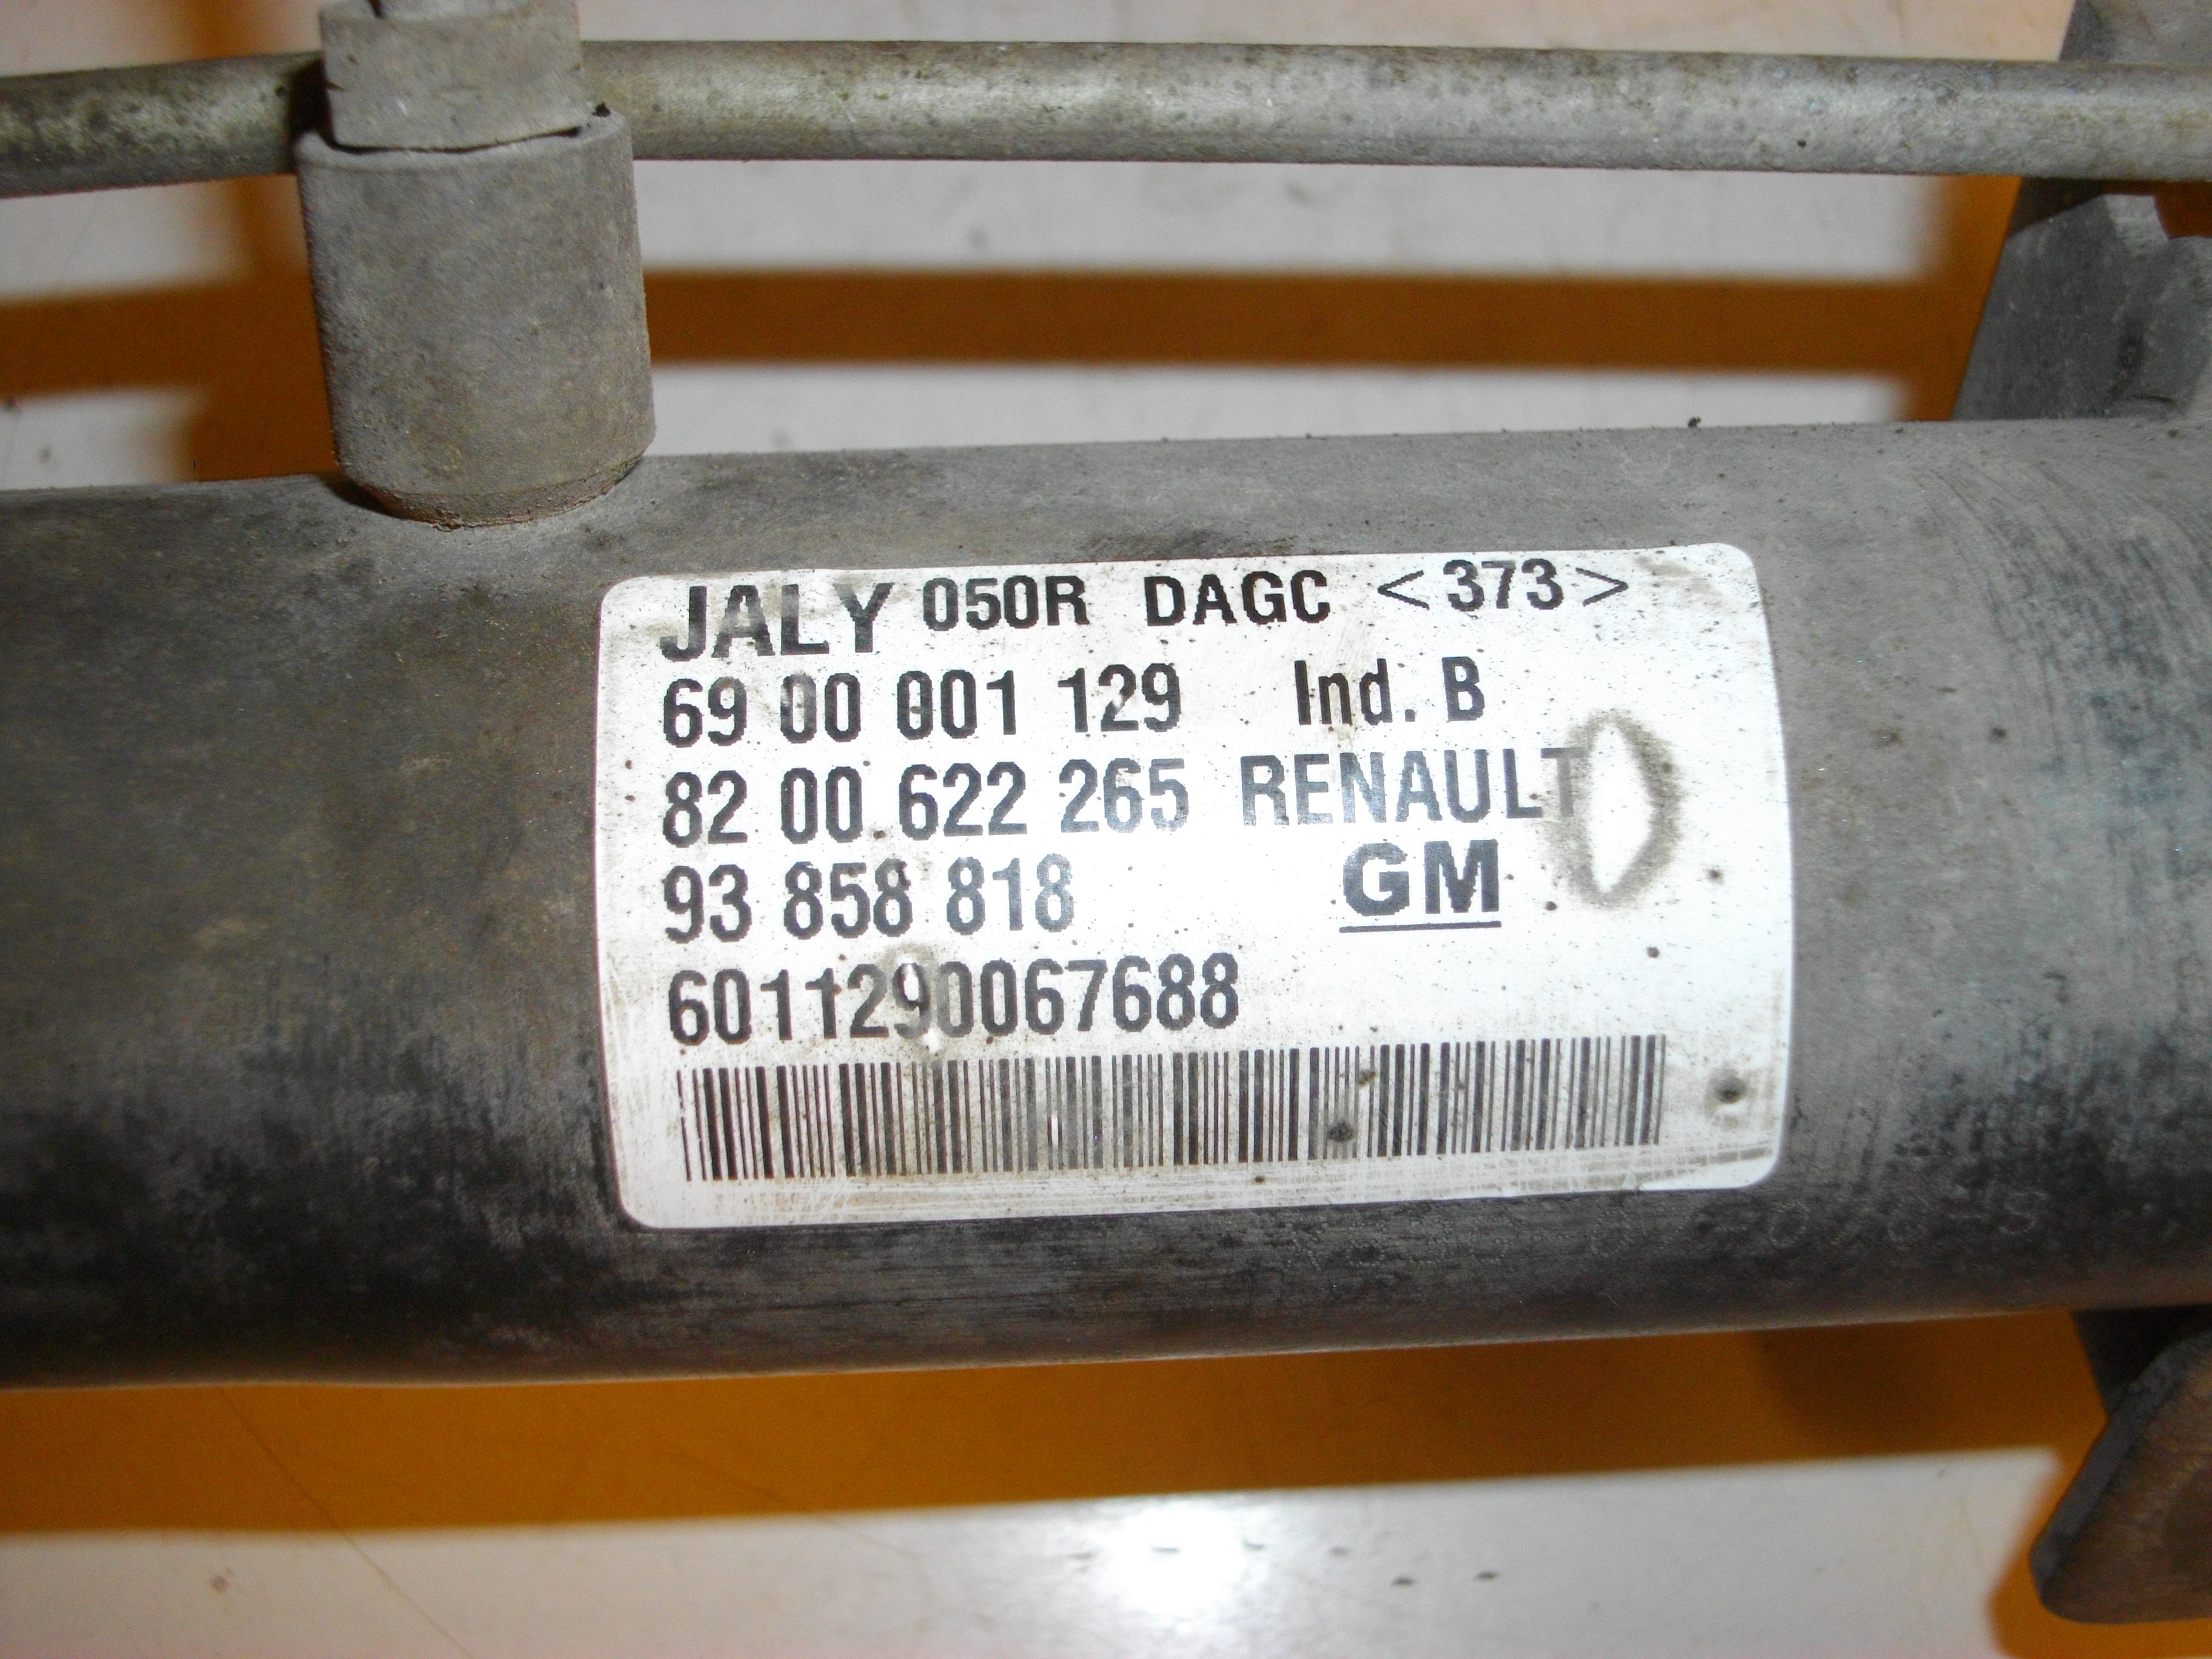 JALY 050R DAGC <373>
69 00 001 129 Ind. B
82 00 622 265 RENAULT
93 858 818 GM
6011290067688